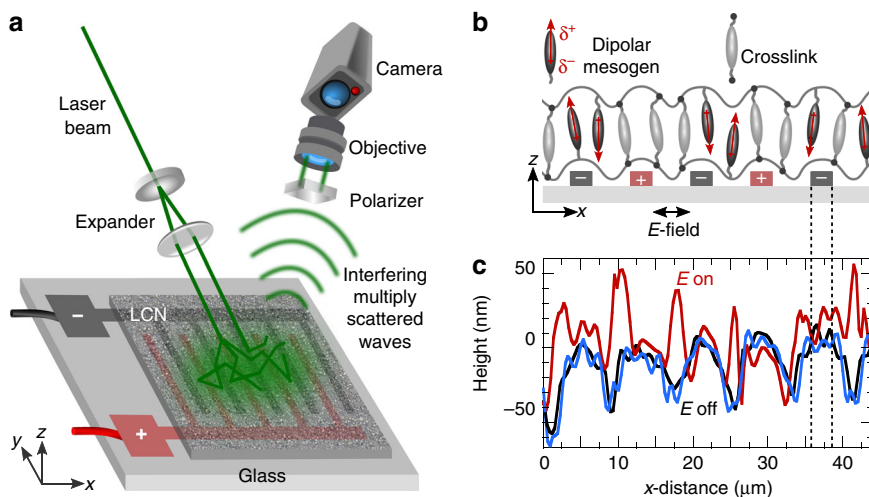 a
Laser
beam
Camera
Objective
Polarizer
Expander
Interfering
multiply
scattered
waves
LCN
−
+
Glass
y
z
x
b
δ+
δ−
Dipolar
mesogen
Crosslink
− + − + −
z
x
E-field
c
Height (nm)
50
0
−50
E on
E off
0 10 20 30 40
x-distance (μm)